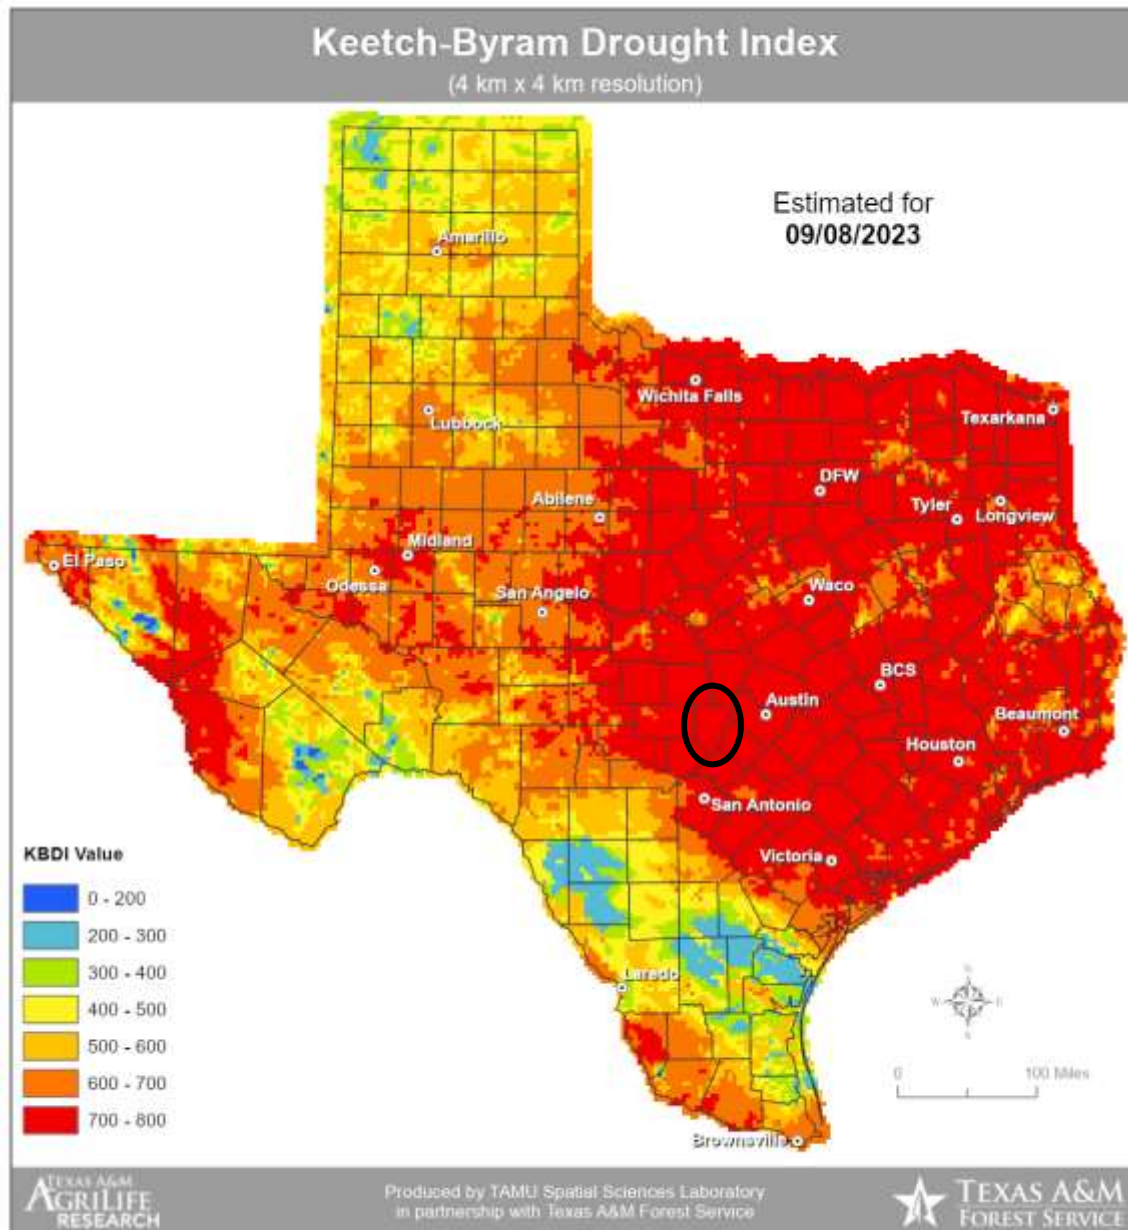 Keetch-Byram Drought Index
(4 km x 4 km resolution)
Estimated for
09/08/2023
Amarillo
Wichita Falls
Lubbock
Texarkana
DFW
Abilene
Tyler
Longview
Midland
El Paso
Odessa
San Angelo
Waco
BCS
Austin
Beaumont
Houston
San Antonio
Victoria
Laredo
Brownsville
KBDI Value
0 - 200
200 - 300
300 - 400
400 - 500
500 - 600
600 - 700
700 - 800
N
W E
S
0 100 Miles
TEXAS A&M
AGRILIFE
RESEARCH
Produced by TAMU Spatial Sciences Laboratory
in partnership with Texas A&M Forest Service
TEXAS A&M
FOREST SERVICE